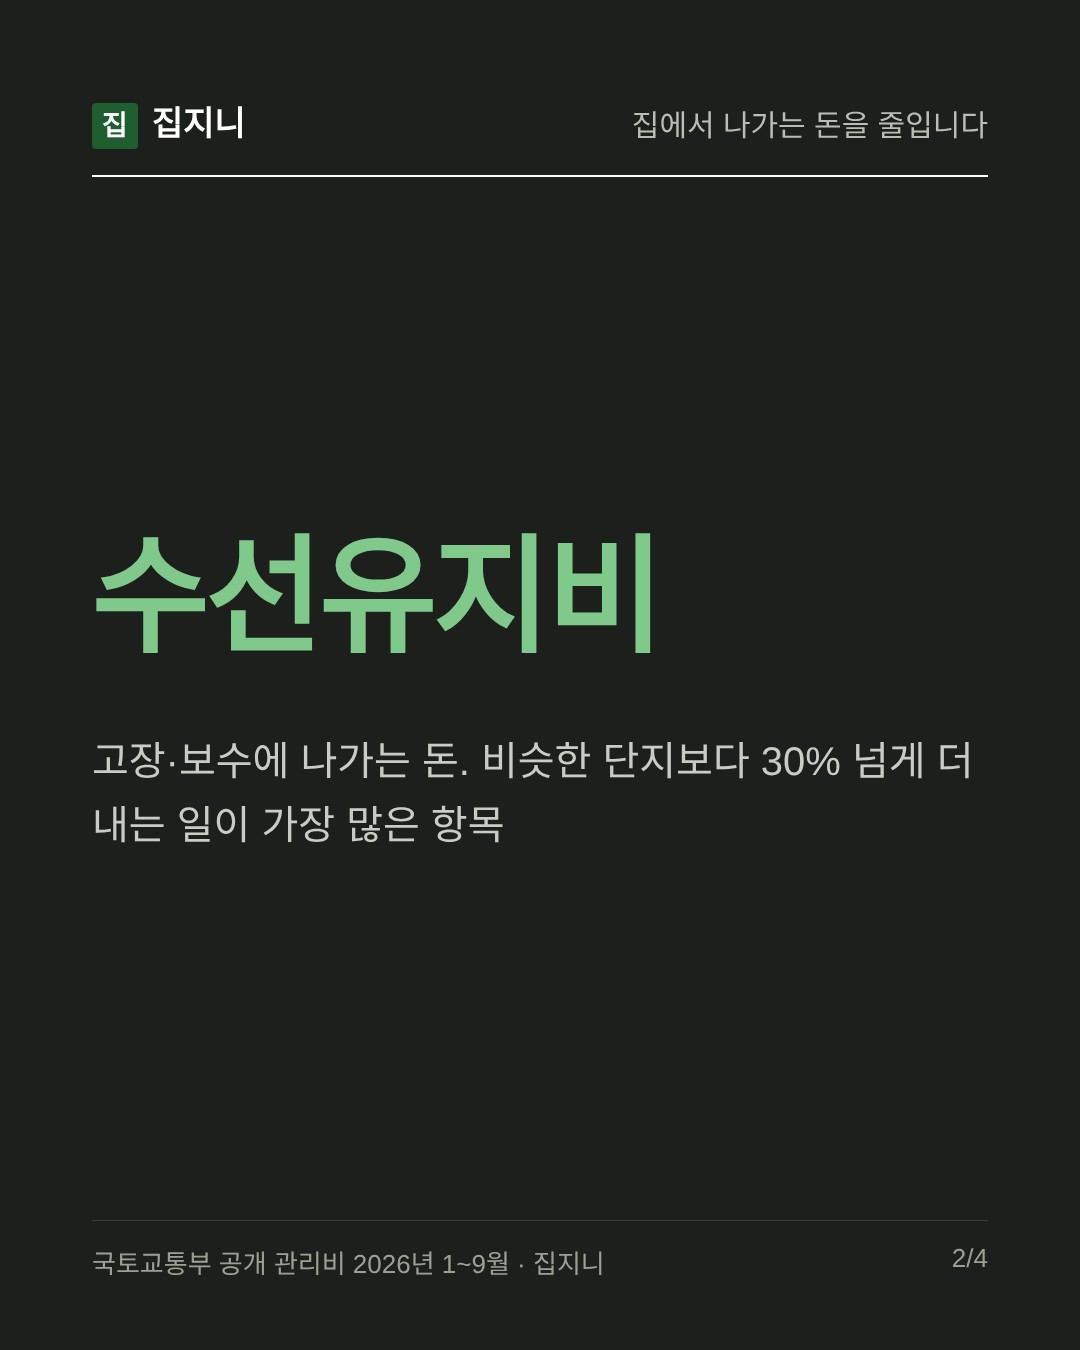 집 집지니
집에서 나가는 돈을 줄입니다
수선유지비
고장·보수에 나가는 돈. 비슷한 단지보다 30% 넘게 더
내는 일이 가장 많은 항목
국토교통부 공개 관리비 2026년 1~9월 · 집지니
2/4